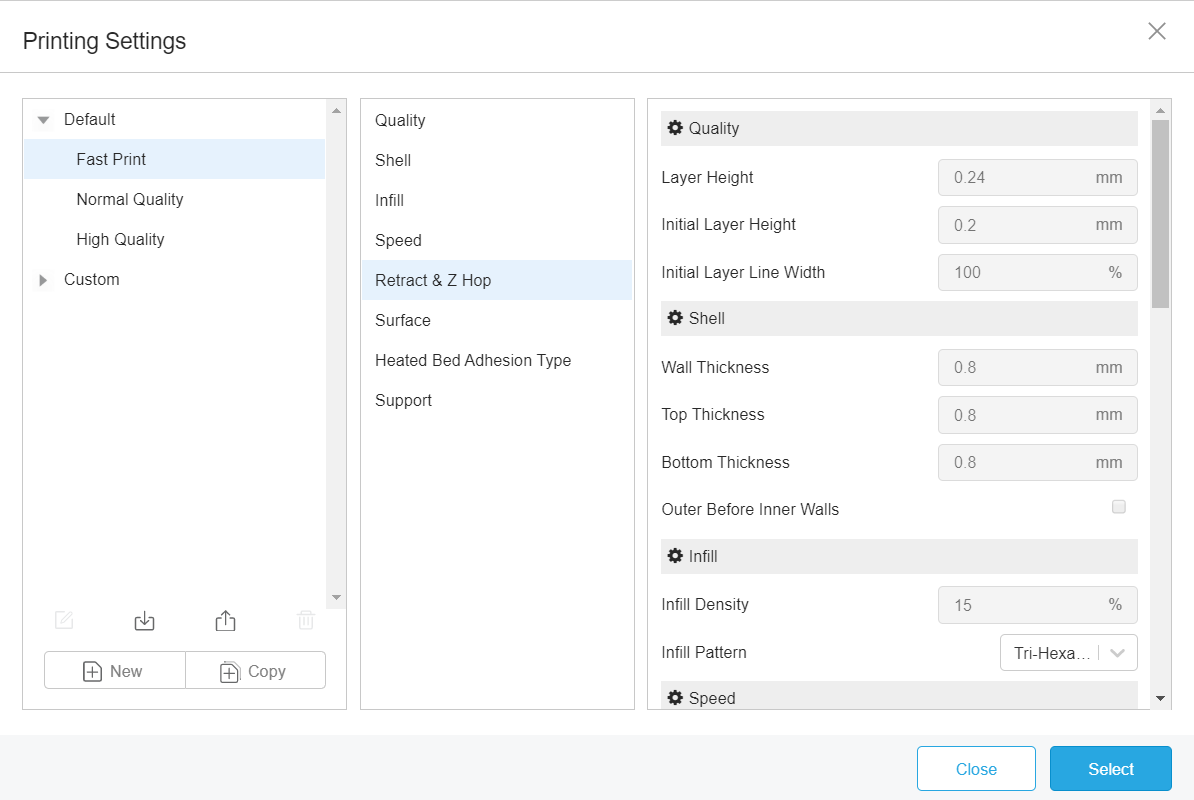 Printing Settings
Default
Fast Print
Normal Quality
High Quality
Custom
New
Copy
Quality
Shell
Infill
Speed
Retract & Z Hop
Surface
Heated Bed Adhesion Type
Support
Quality
Layer Height 0.24 mm
Initial Layer Height 0.2 mm
Initial Layer Line Width 100 %
Shell
Wall Thickness 0.8 mm
Top Thickness 0.8 mm
Bottom Thickness 0.8 mm
Outer Before Inner Walls
Infill
Infill Density 15 %
Infill Pattern Tri-Hexa...
Speed
Close
Select